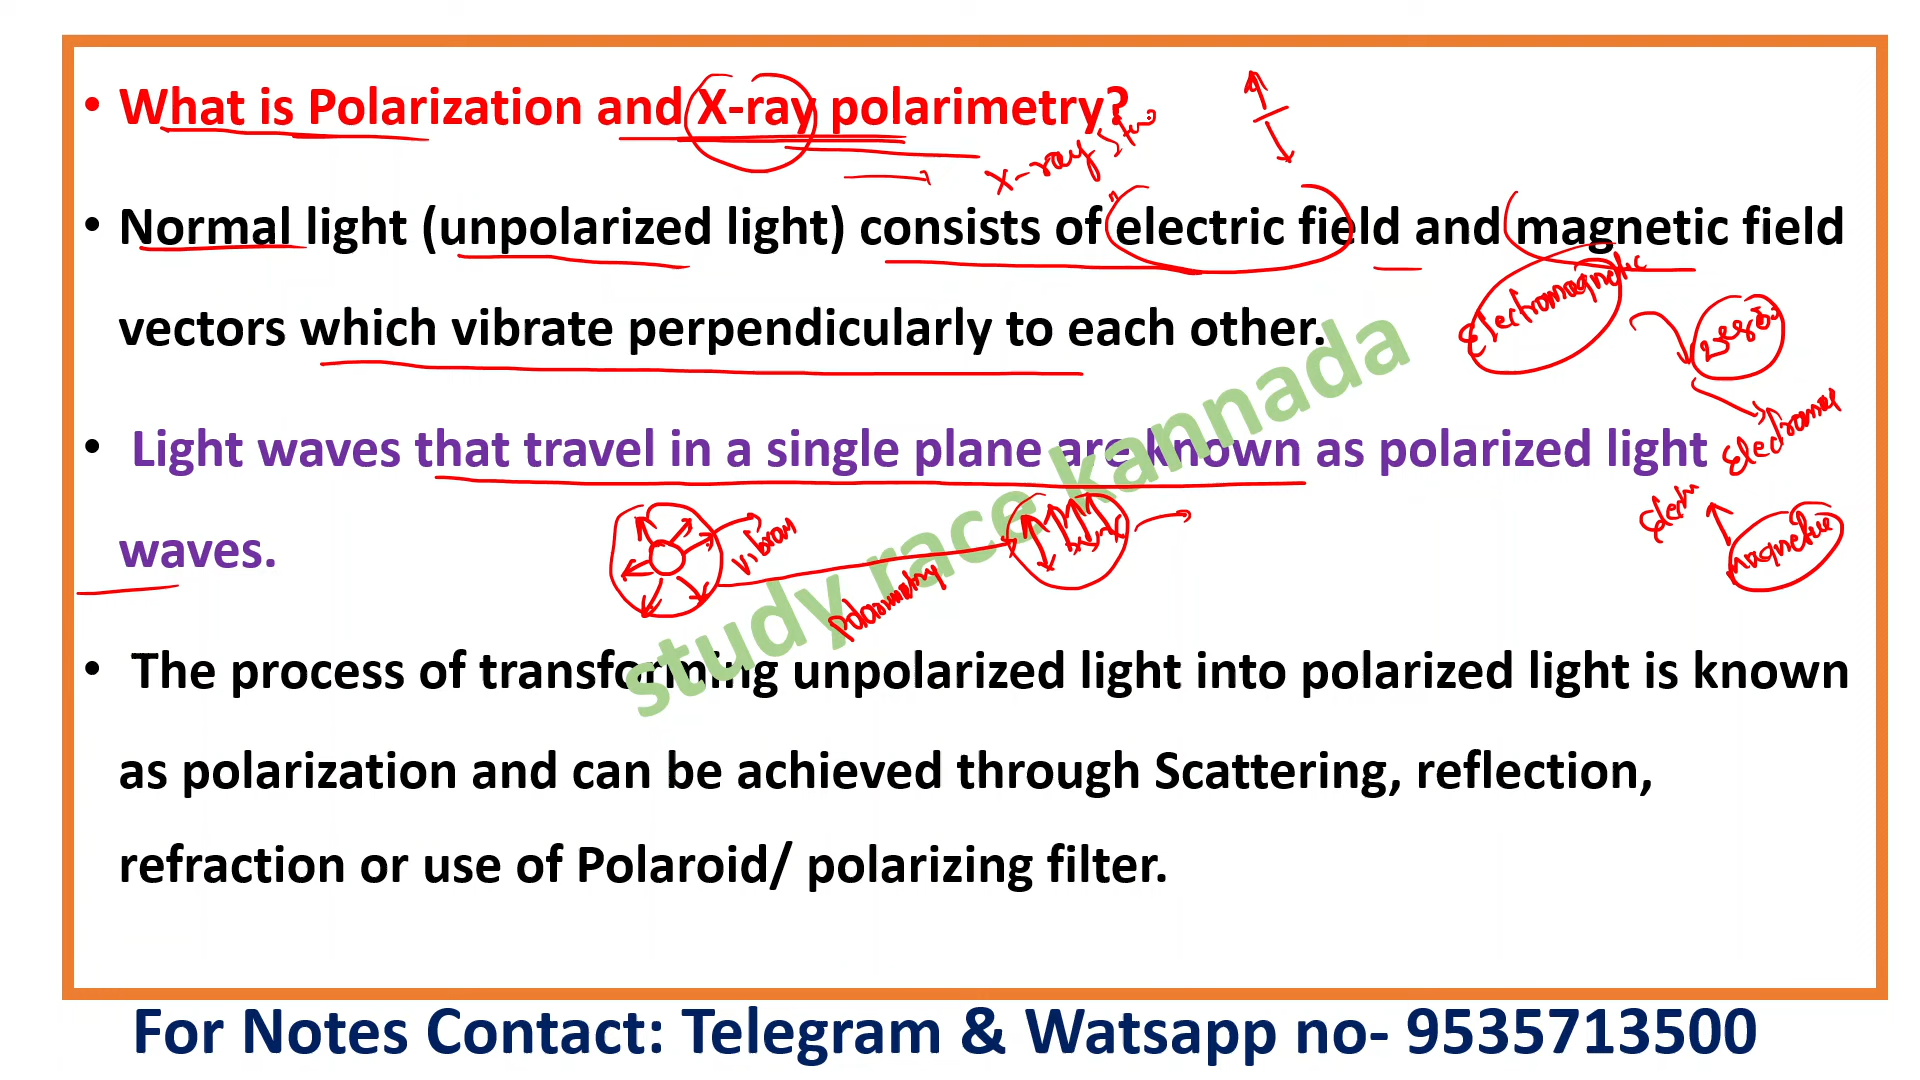 • What is Polarization and X-ray polarimetry?
X-ray
• Normal light (unpolarized light) consists of electric field and magnetic field
Electromagnetic
vectors which vibrate perpendicularly to each other.
• Light waves that travel in a single plane are known as polarized light
waves.
Polarimetry
study race kannada
• The process of transforming unpolarized light into polarized light is known
as polarization and can be achieved through Scattering, reflection,
refraction or use of Polaroid/ polarizing filter.
For Notes Contact: Telegram & Watsapp no- 9535713500